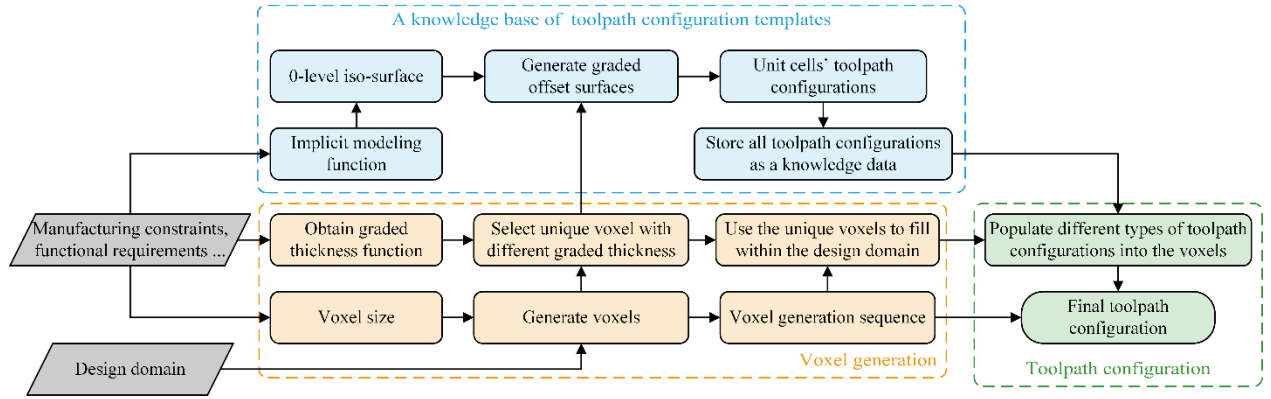 A knowledge base of toolpath configuration templates
0-level iso-surface
Generate graded
offset surfaces
Unit cells' toolpath
configurations
Implicit modeling
function
Store all toolpath configurations
as a knowledge data
Manufacturing constraints,
functional requirements ...
Obtain graded
thickness function
Select unique voxel with
different graded thickness
Use the unique voxels to fill
within the design domain
Populate different types of toolpath
configurations into the voxels
Voxel size
Generate voxels
Voxel generation sequence
Final toolpath
configuration
Design domain
Voxel generation
Toolpath configuration